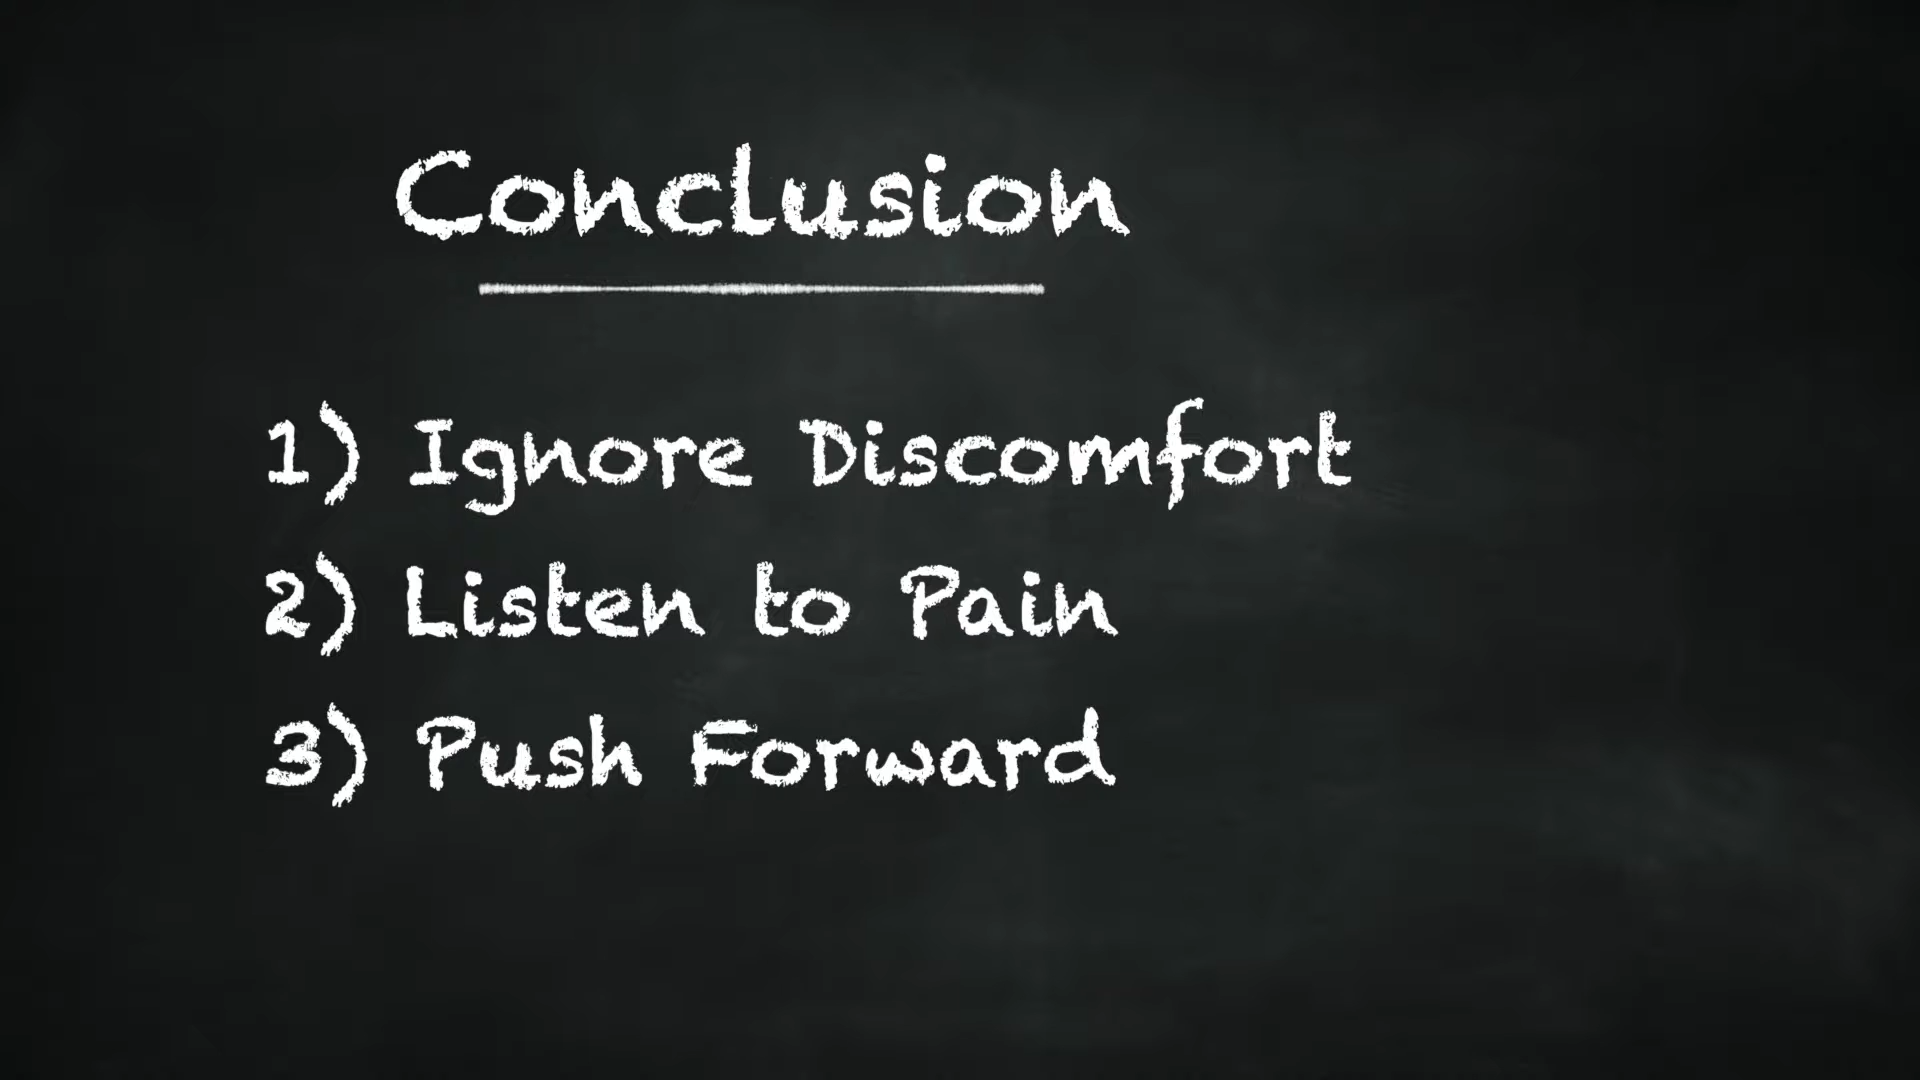 Conclusion
1) Ignore Discomfort
2) Listen to Pain
3) Push Forward